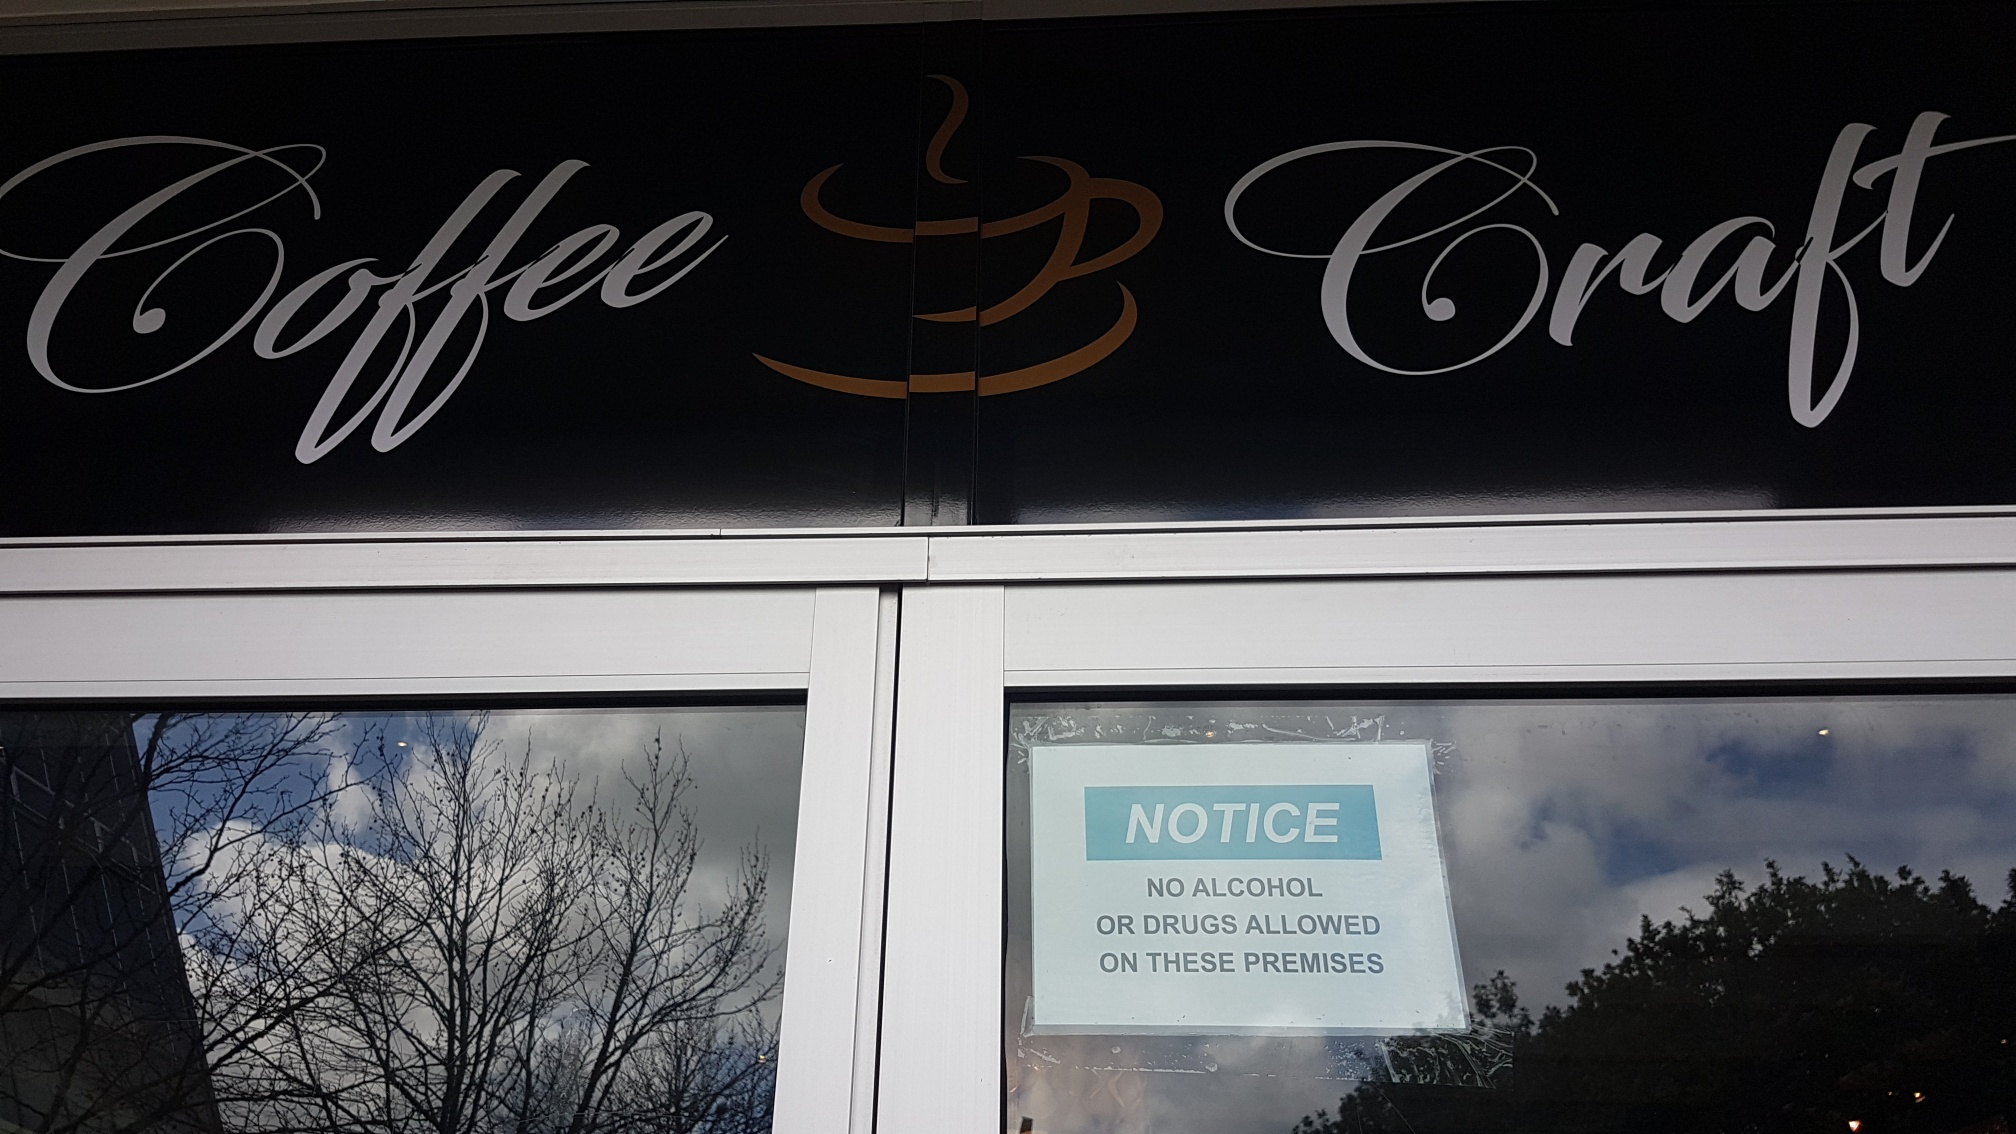 Coffee Craft
NOTICE
NO ALCOHOL
OR DRUGS ALLOWED
ON THESE PREMISES